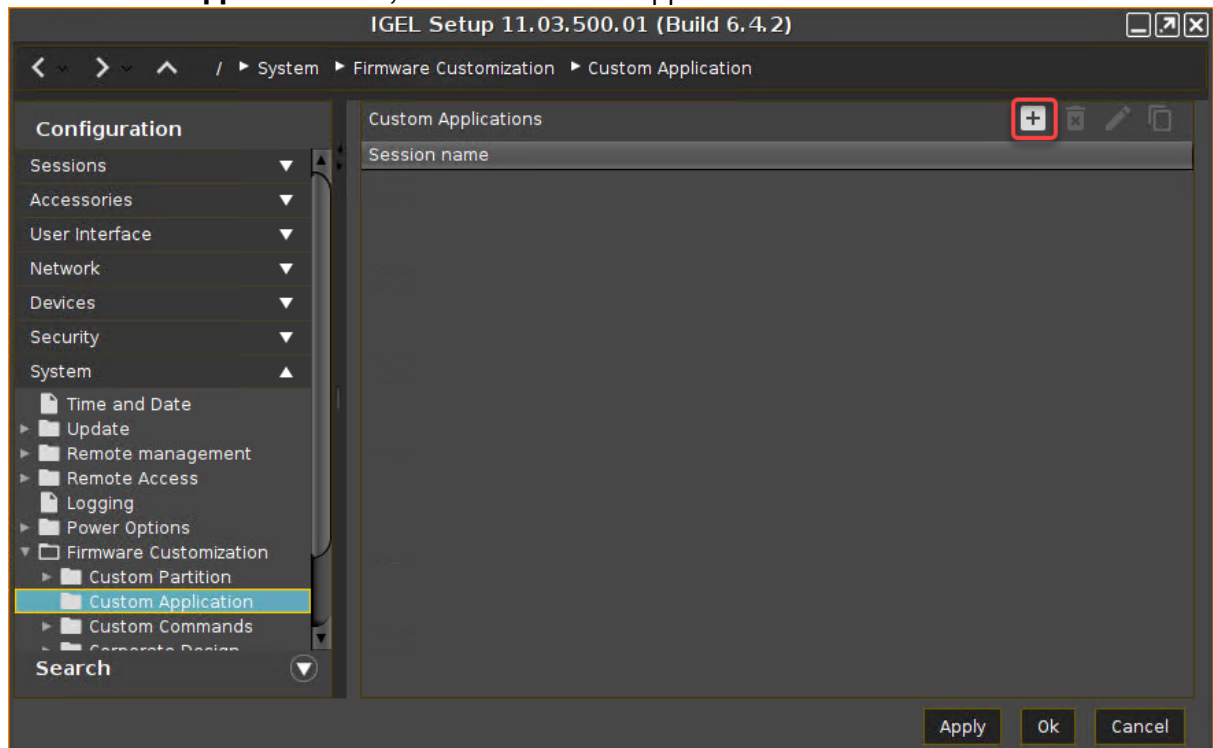 IGEL Setup 11.03.500.01 (Build 6.4.2)
/ System Firmware Customization Custom Application
Configuration
Sessions
Accessories
User Interface
Network
Devices
Security
System
Time and Date
Update
Remote management
Remote Access
Logging
Power Options
Firmware Customization
Custom Partition
Custom Application
Custom Commands
Corporate Design
Search
Custom Applications
Session name
Apply Ok Cancel